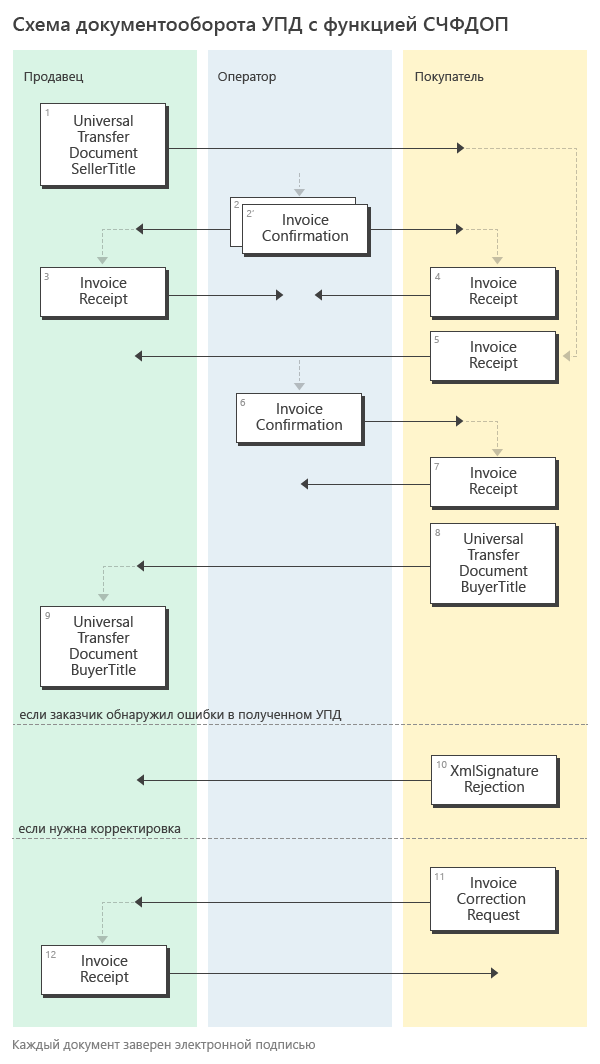 Схема документооборота УПД с функцией СЧФДОП
Продавец
Оператор
Покупатель
1
Universal
Transfer
Document
SellerTitle
2
2'
Invoice
Confirmation
3
Invoice
Receipt
4
Invoice
Receipt
5
Invoice
Receipt
6
Invoice
Confirmation
7
Invoice
Receipt
8
Universal
Transfer
Document
BuyerTitle
9
Universal
Transfer
Document
BuyerTitle
если заказчик обнаружил ошибки в полученном УПД
10
XmlSignature
Rejection
если нужна корректировка
11
Invoice
Correction
Request
12
Invoice
Receipt
Каждый документ заверен электронной подписью